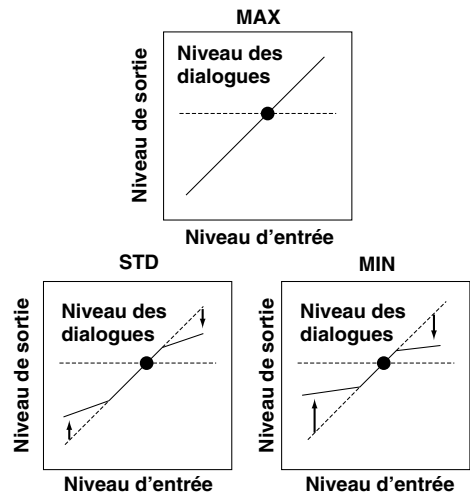 MAX
Niveau des
dialogues
Niveau de sortie
Niveau d'entrée
STD
Niveau des
dialogues
Niveau de sortie
Niveau d'entrée
MIN
Niveau des
dialogues
Niveau de sortie
Niveau d'entrée